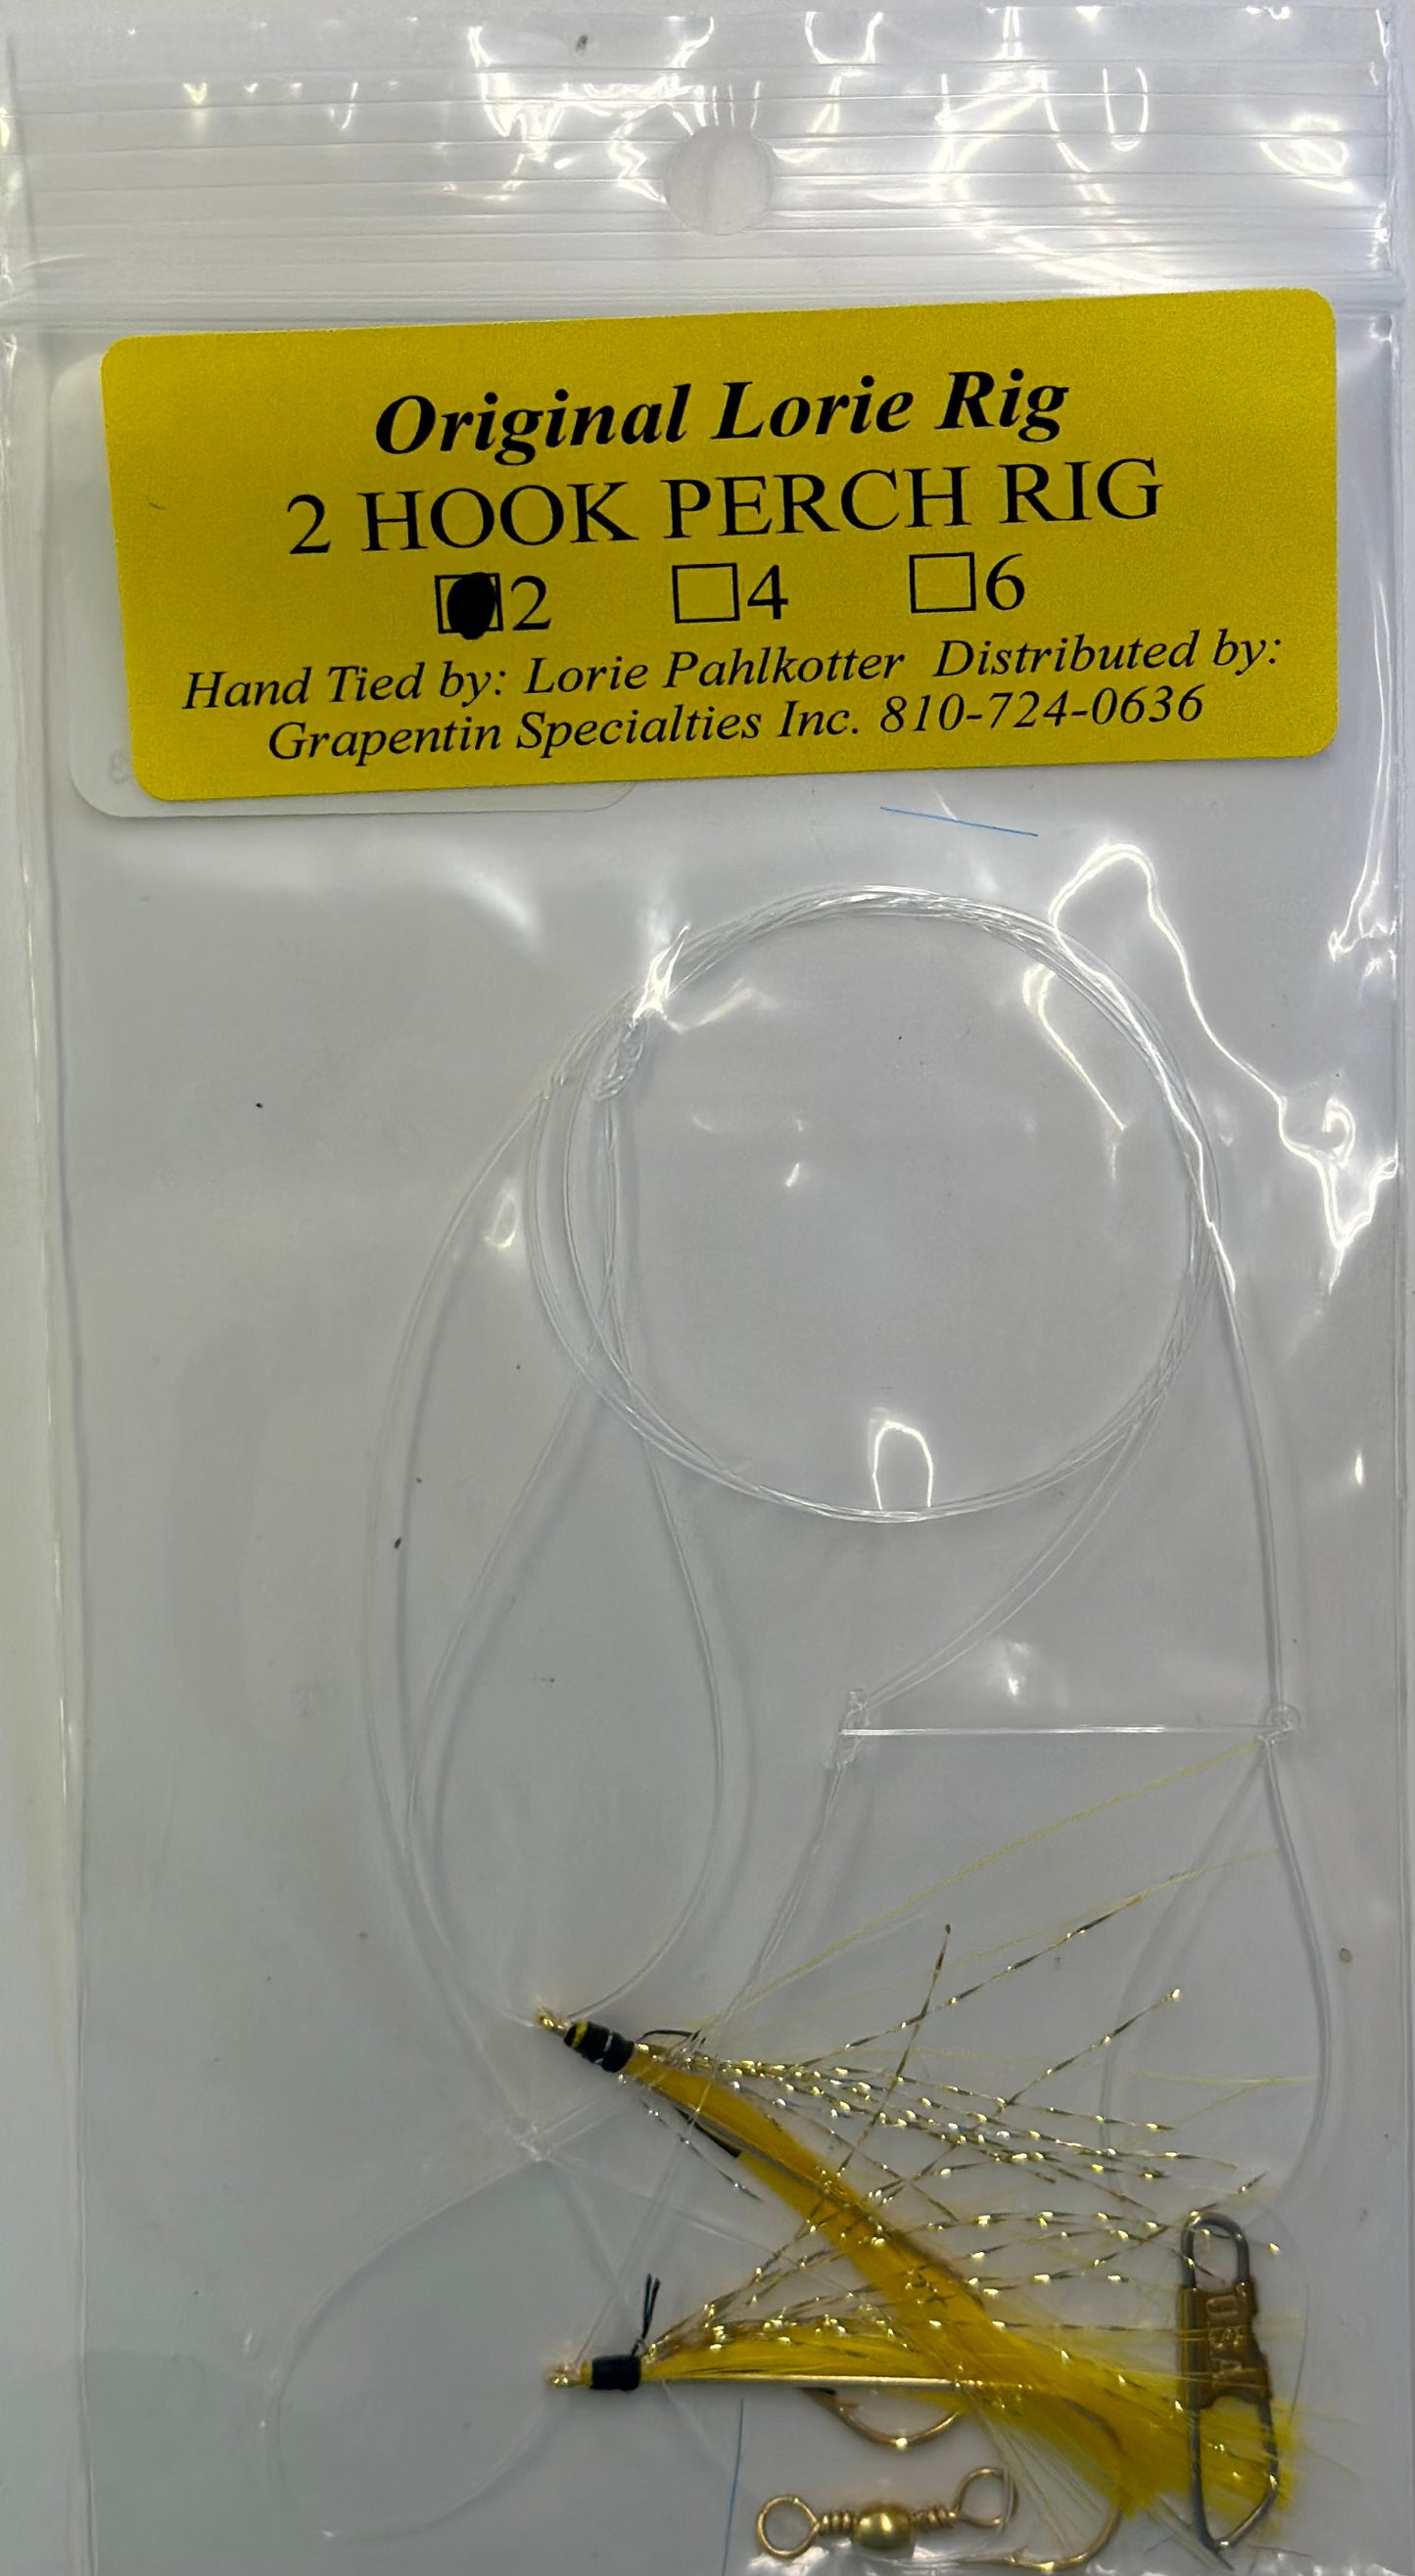 Original Lorie Rig
2 HOOK PERCH RIG
2 4 6
Hand Tied by: Lorie Pahlkotter Distributed by:
Grapentin Specialties Inc. 810-724-0636
USA